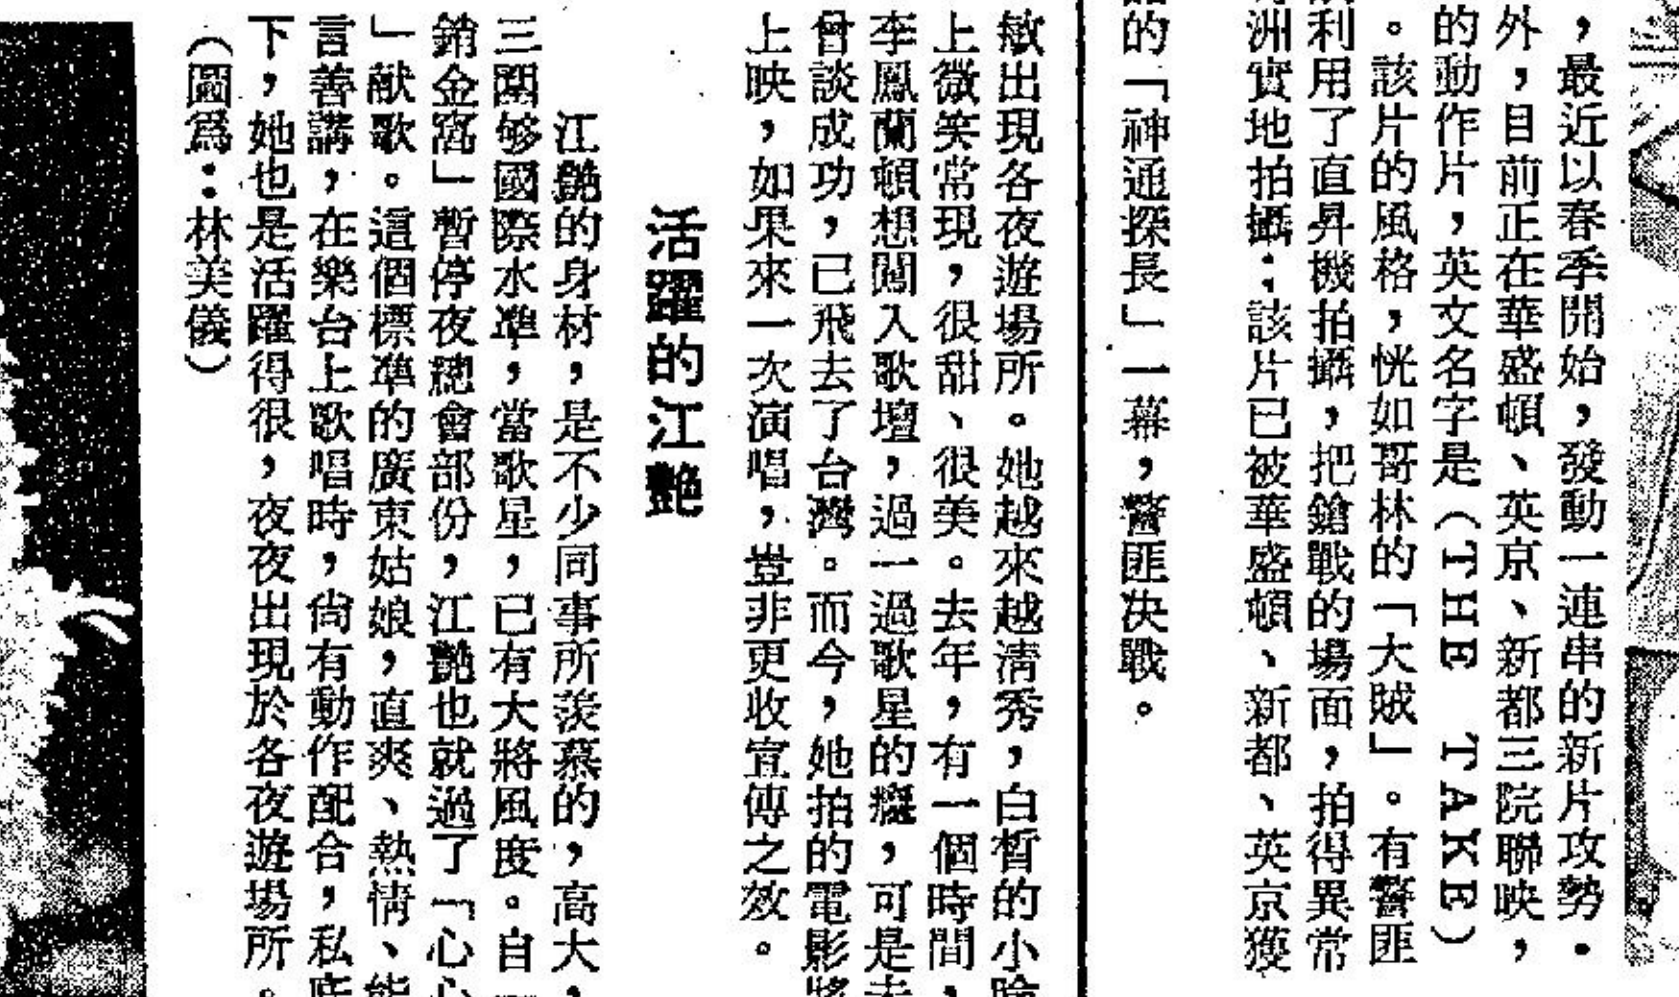 ，最近以春季開始，發動一連串的新片攻勢。
外，目前正在華盛頓、英京、新都三院聯映，
的動作片，英文名字是（THE TAKE）
。該片的風格，恍如哥林的「大賊」。有警匪
利用了直昇機拍攝，把鎗戰的場面，拍得異常
洲實地拍攝：該片已被華盛頓、新都、英京獲
的「神通探長」一幕，警匪決戰。
歛出現各夜遊場所。她越來越清秀，白皙的小臉
上微笑常現，很甜、很美。去年，有一個時間，
李鳳蘭頓想闖入歌壇，過一過歌星的癮，可是去
曾談成功，已飛去了台灣。而今，她拍的電影將
上映，如果來一次演唱，豈非更收宣傳之效。
活躍的江艷
江艷的身材，是不少同事所羨慕的，高大，
三圍够國際水準，當歌星，已有大將風度。自
銷金窩」暫停夜總會部份，江艷也就過了「心心
」献歌。這個標準的廣東姑娘，直爽、熱情、能
言善講，在樂台上歌唱時，尙有動作配合，私底
下，她也是活躍得很，夜夜出現於各夜遊場所。
（圖爲：林美儀）